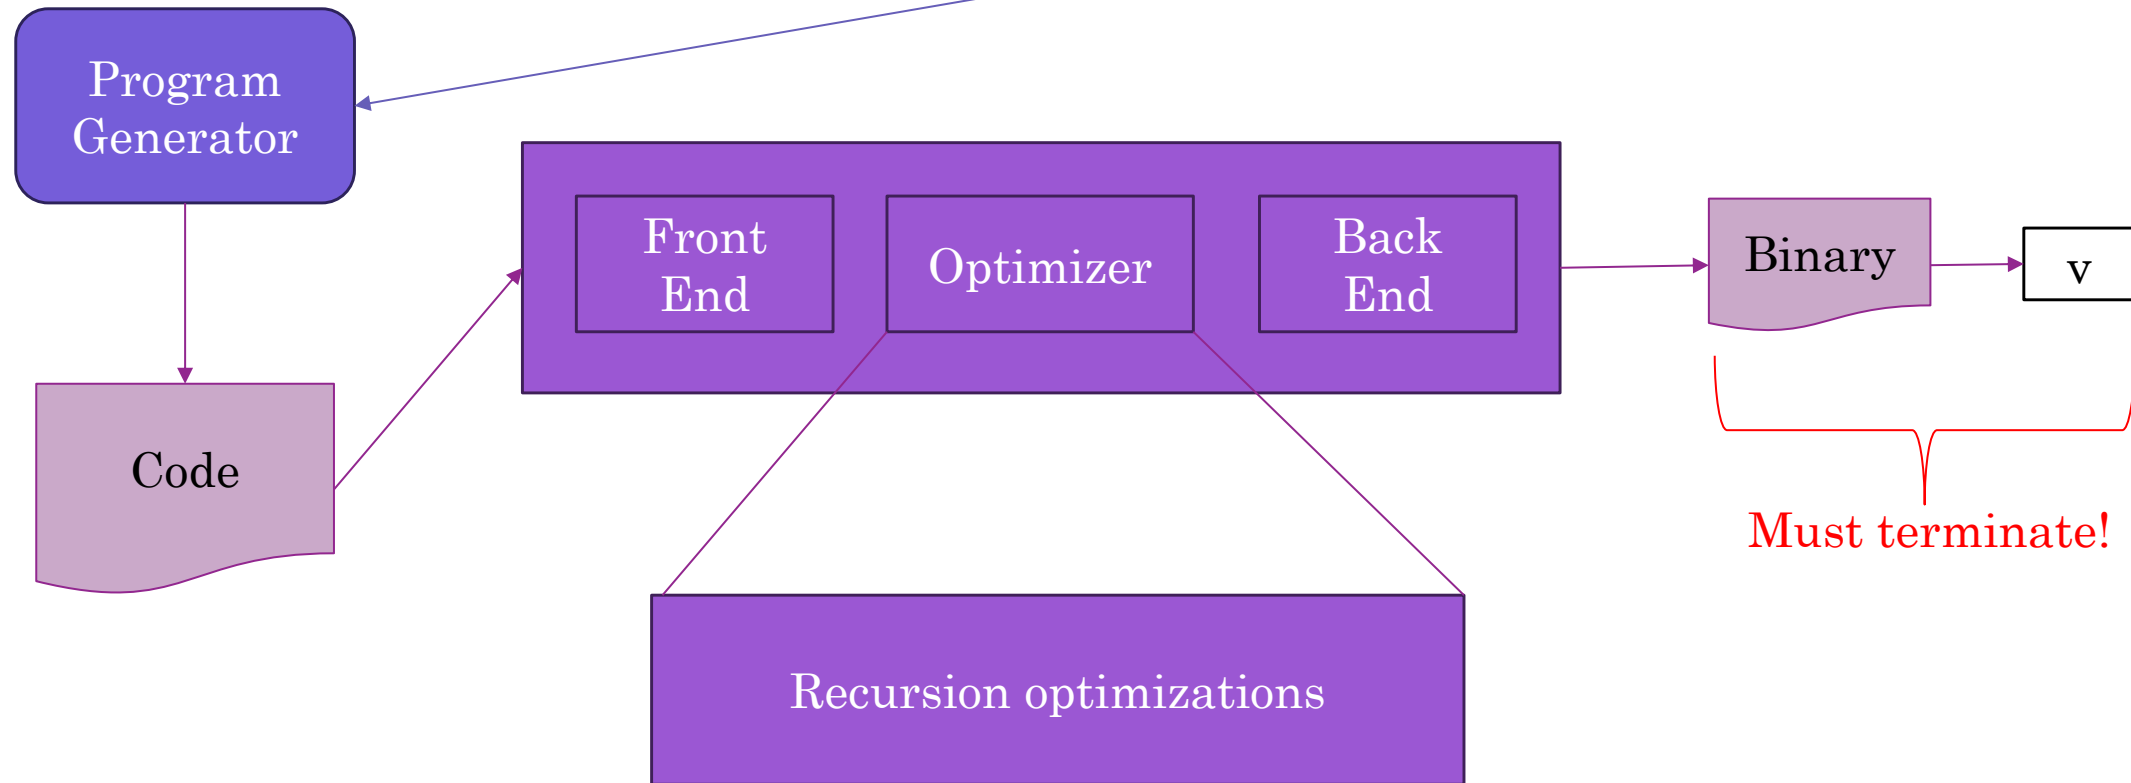 Program
Generator
Front
End
Optimizer
Back
End
Binary
v
Code
Must terminate!
Recursion optimizations